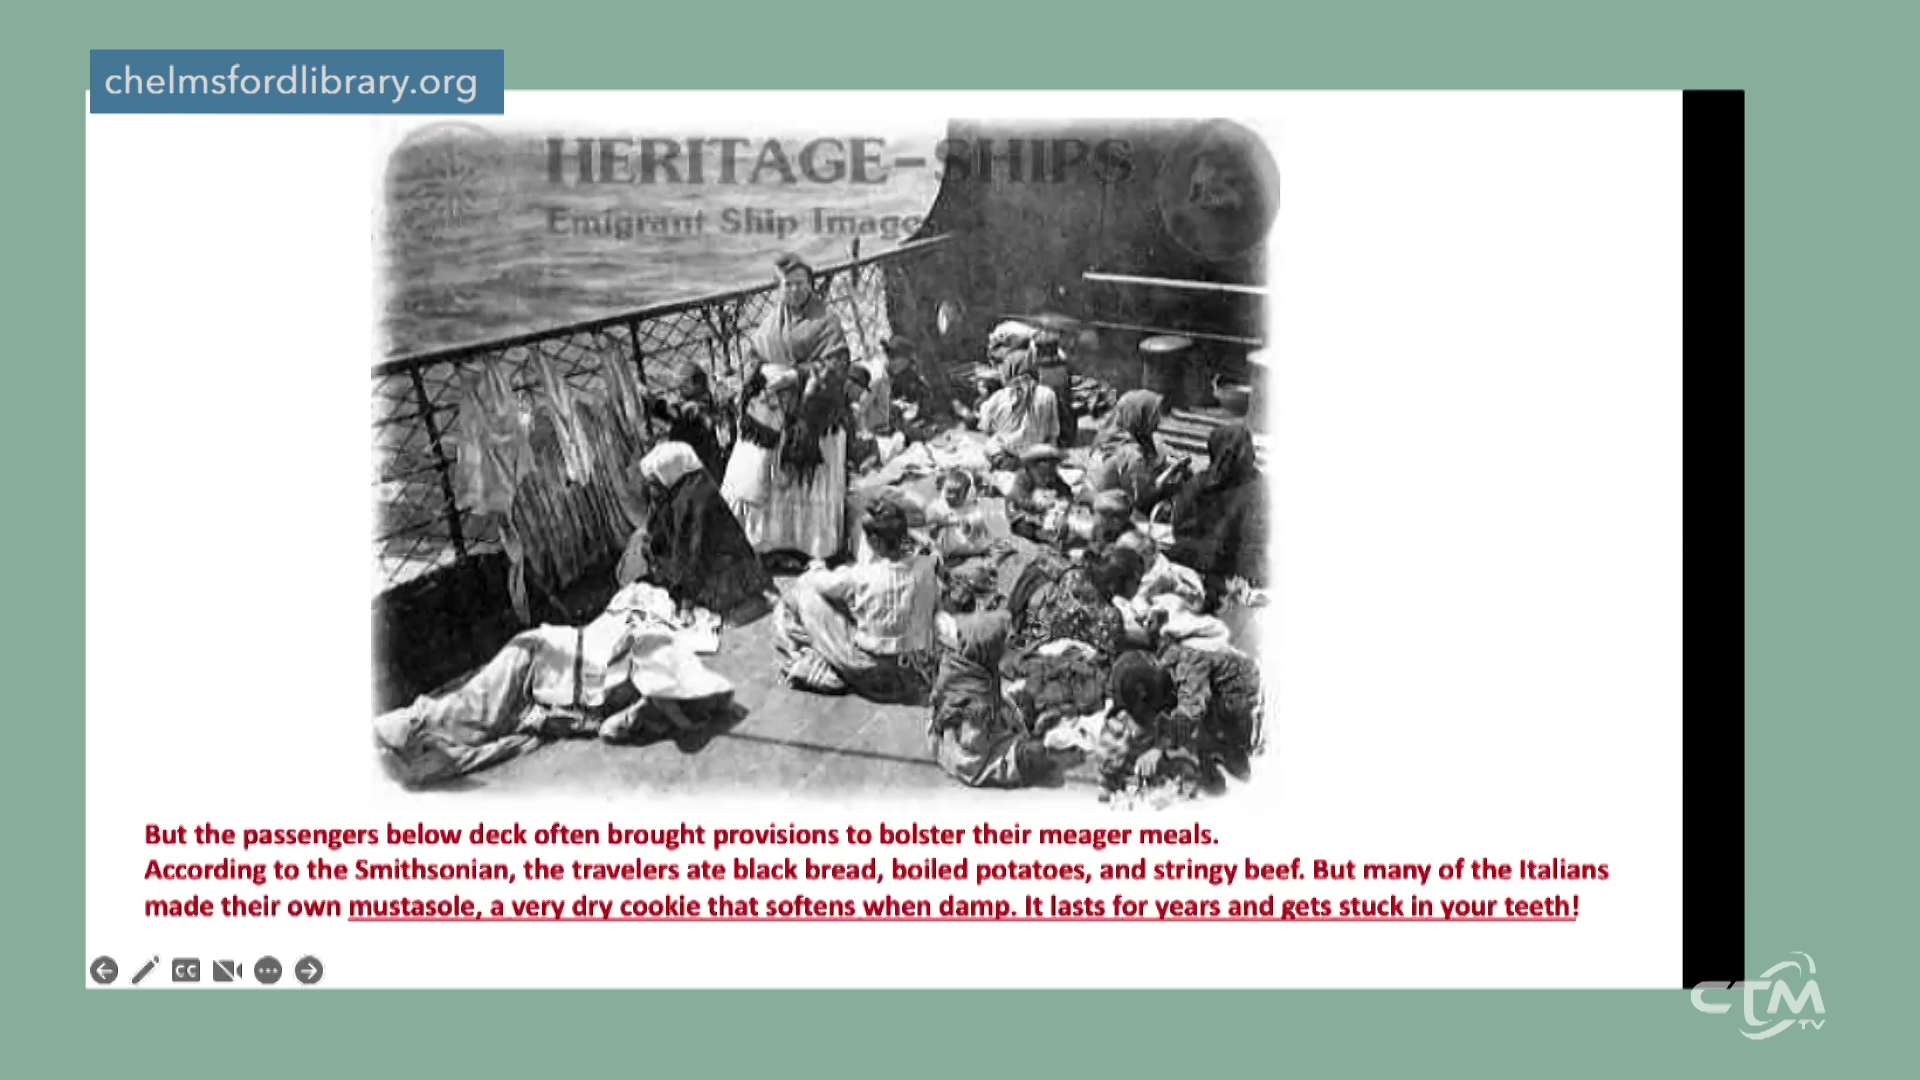 chelmsfordlibrary.org
HERITAGE-SHIPS
Emigrant Ship Images
But the passengers below deck often brought provisions to bolster their meager meals.
According to the Smithsonian, the travelers ate black bread, boiled potatoes, and stringy beef. But many of the Italians
made their own mustasole, a very dry cookie that softens when damp. It lasts for years and gets stuck in your teeth!
CC
CTM
TV